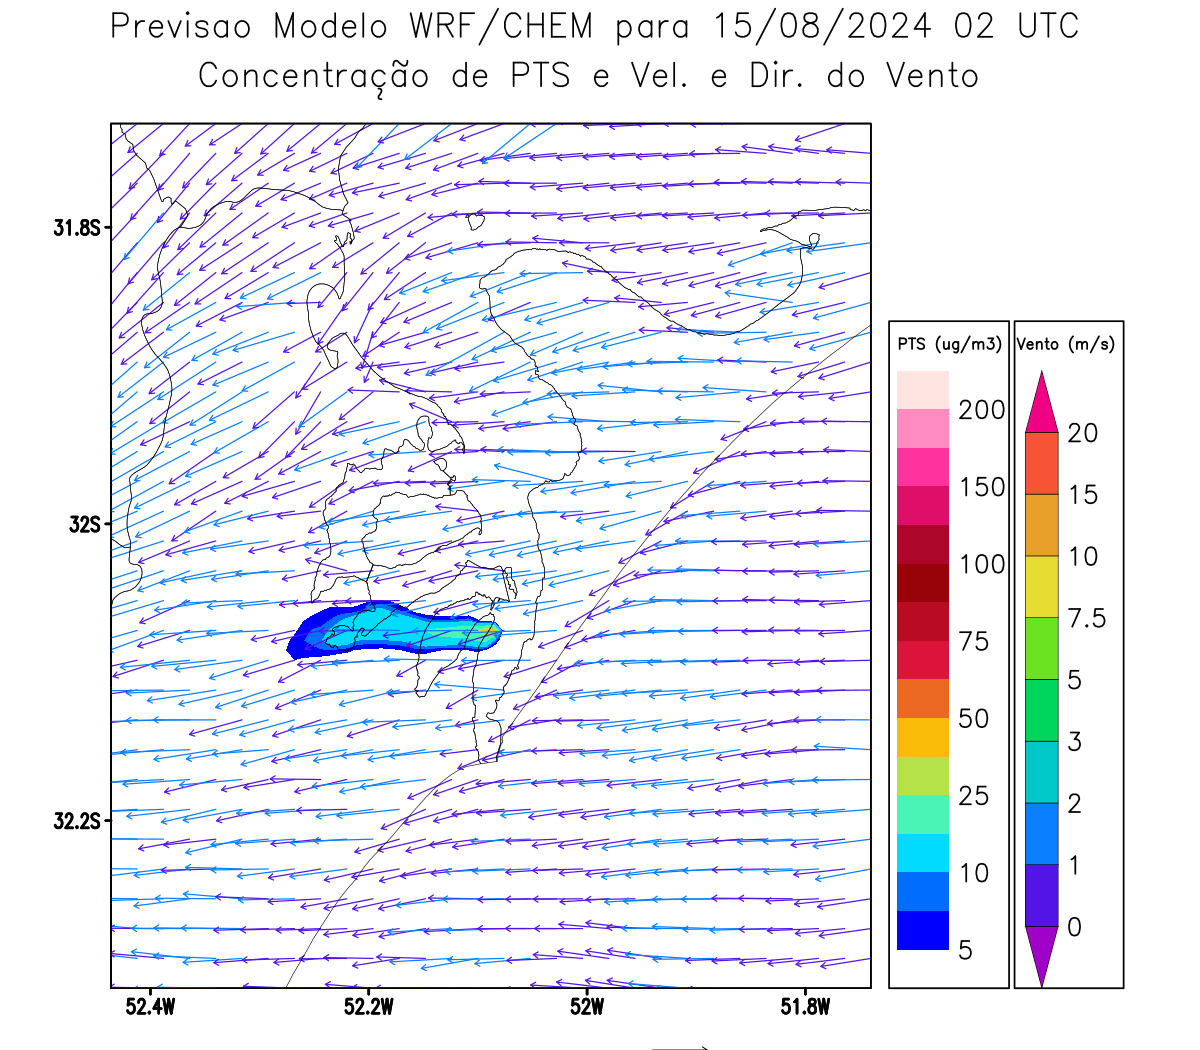 Previsao Modelo WRF/CHEM para 15/08/2024 02 UTC
Concentração de PTS e Vel. e Dir. do Vento
31.8S
32S
32.2S
52.4W 52.2W 52W 51.8W
PTS (ug/m3)
200
150
100
75
50
25
10
5
Vento (m/s)
20
15
10
7.5
5
3
2
1
0